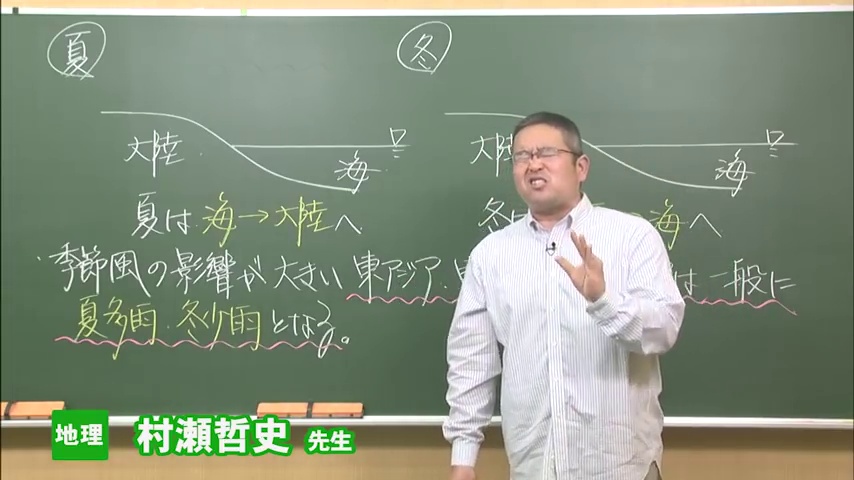 夏
冬
大陸
海
大陸
海
夏は 海→大陸へ
冬は 海へ
季節風の影響が大きい 東アジア は一般に
夏多雨・冬少雨となる。
地理 村瀬哲史 先生